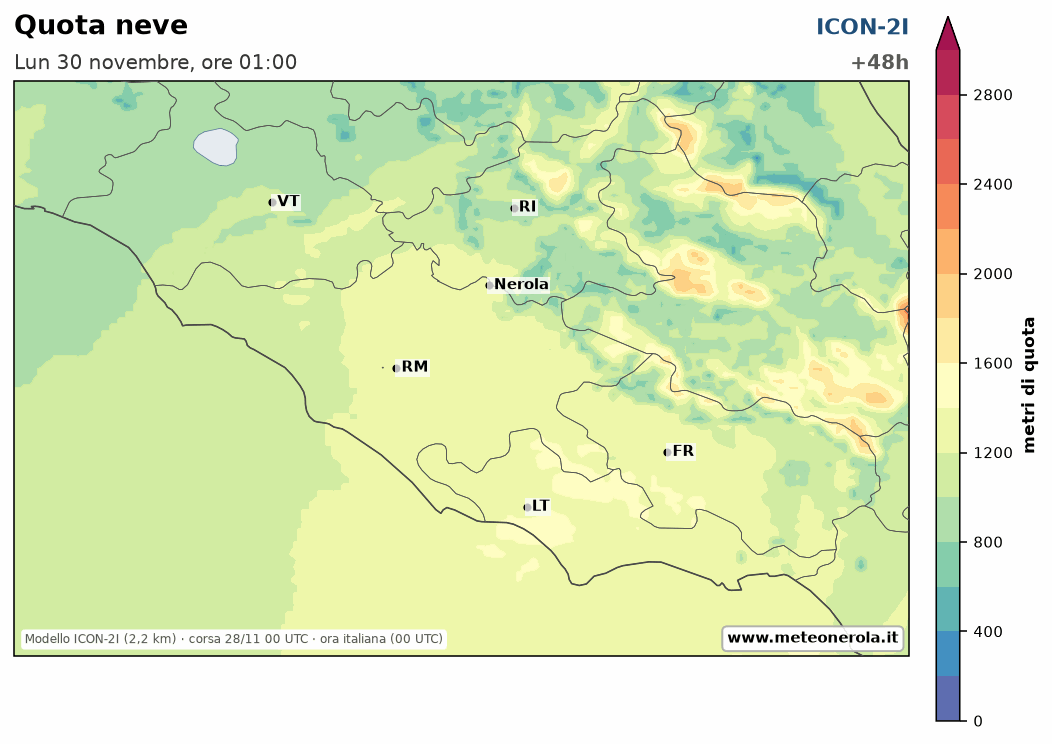 Quota neve
ICON-2I
Lun 30 novembre, ore 01:00
+48h
VT
RI
Nerola
RM
FR
LT
Modello ICON-2I (2,2 km) · corsa 28/11 00 UTC · ora italiana (00 UTC)
www.meteonerola.it
2800
2400
2000
1600
1200
800
400
0
metri di quota